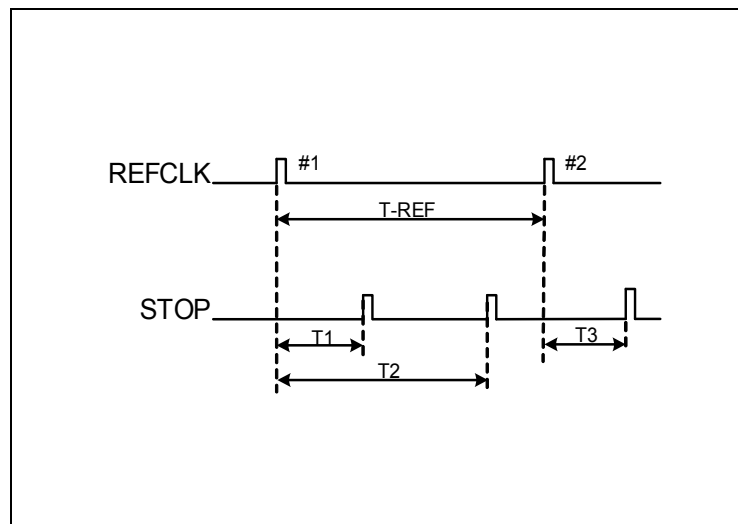 REFCLK
#1
#2
T-REF
STOP
T1
T3
T2